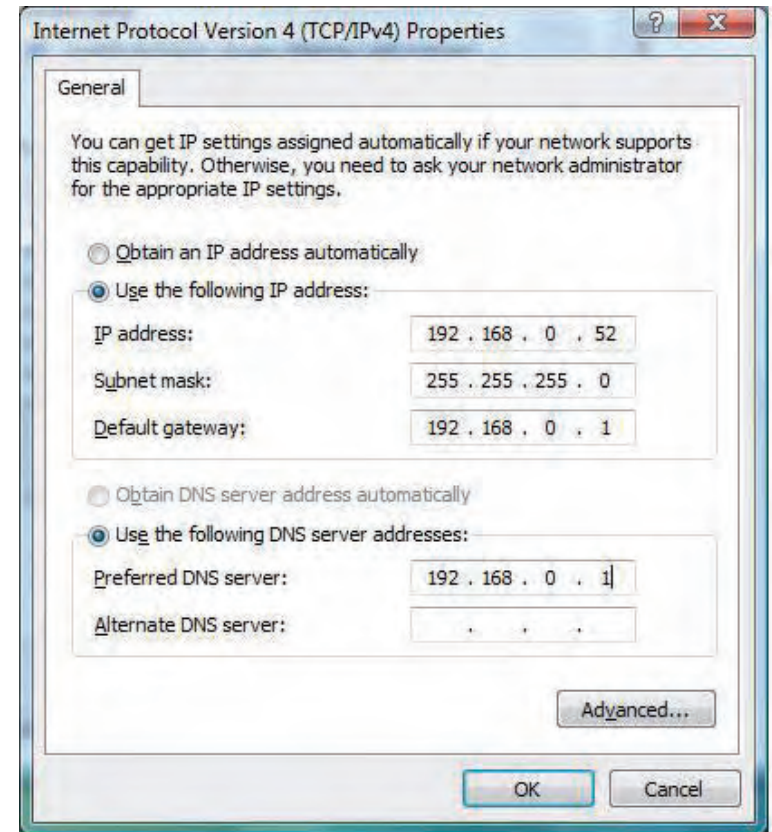 Internet Protocol Version 4 (TCP/IPv4) Properties
?
X
General
You can get IP settings assigned automatically if your network supports
this capability. Otherwise, you need to ask your network administrator
for the appropriate IP settings.
Obtain an IP address automatically
Use the following IP address:
IP address: 192 . 168 . 0 . 52
Subnet mask: 255 . 255 . 255 . 0
Default gateway: 192 . 168 . 0 . 1
Obtain DNS server address automatically
Use the following DNS server addresses:
Preferred DNS server: 192 . 168 . 0 . 1
Alternate DNS server: . . .
Advanced...
OK Cancel